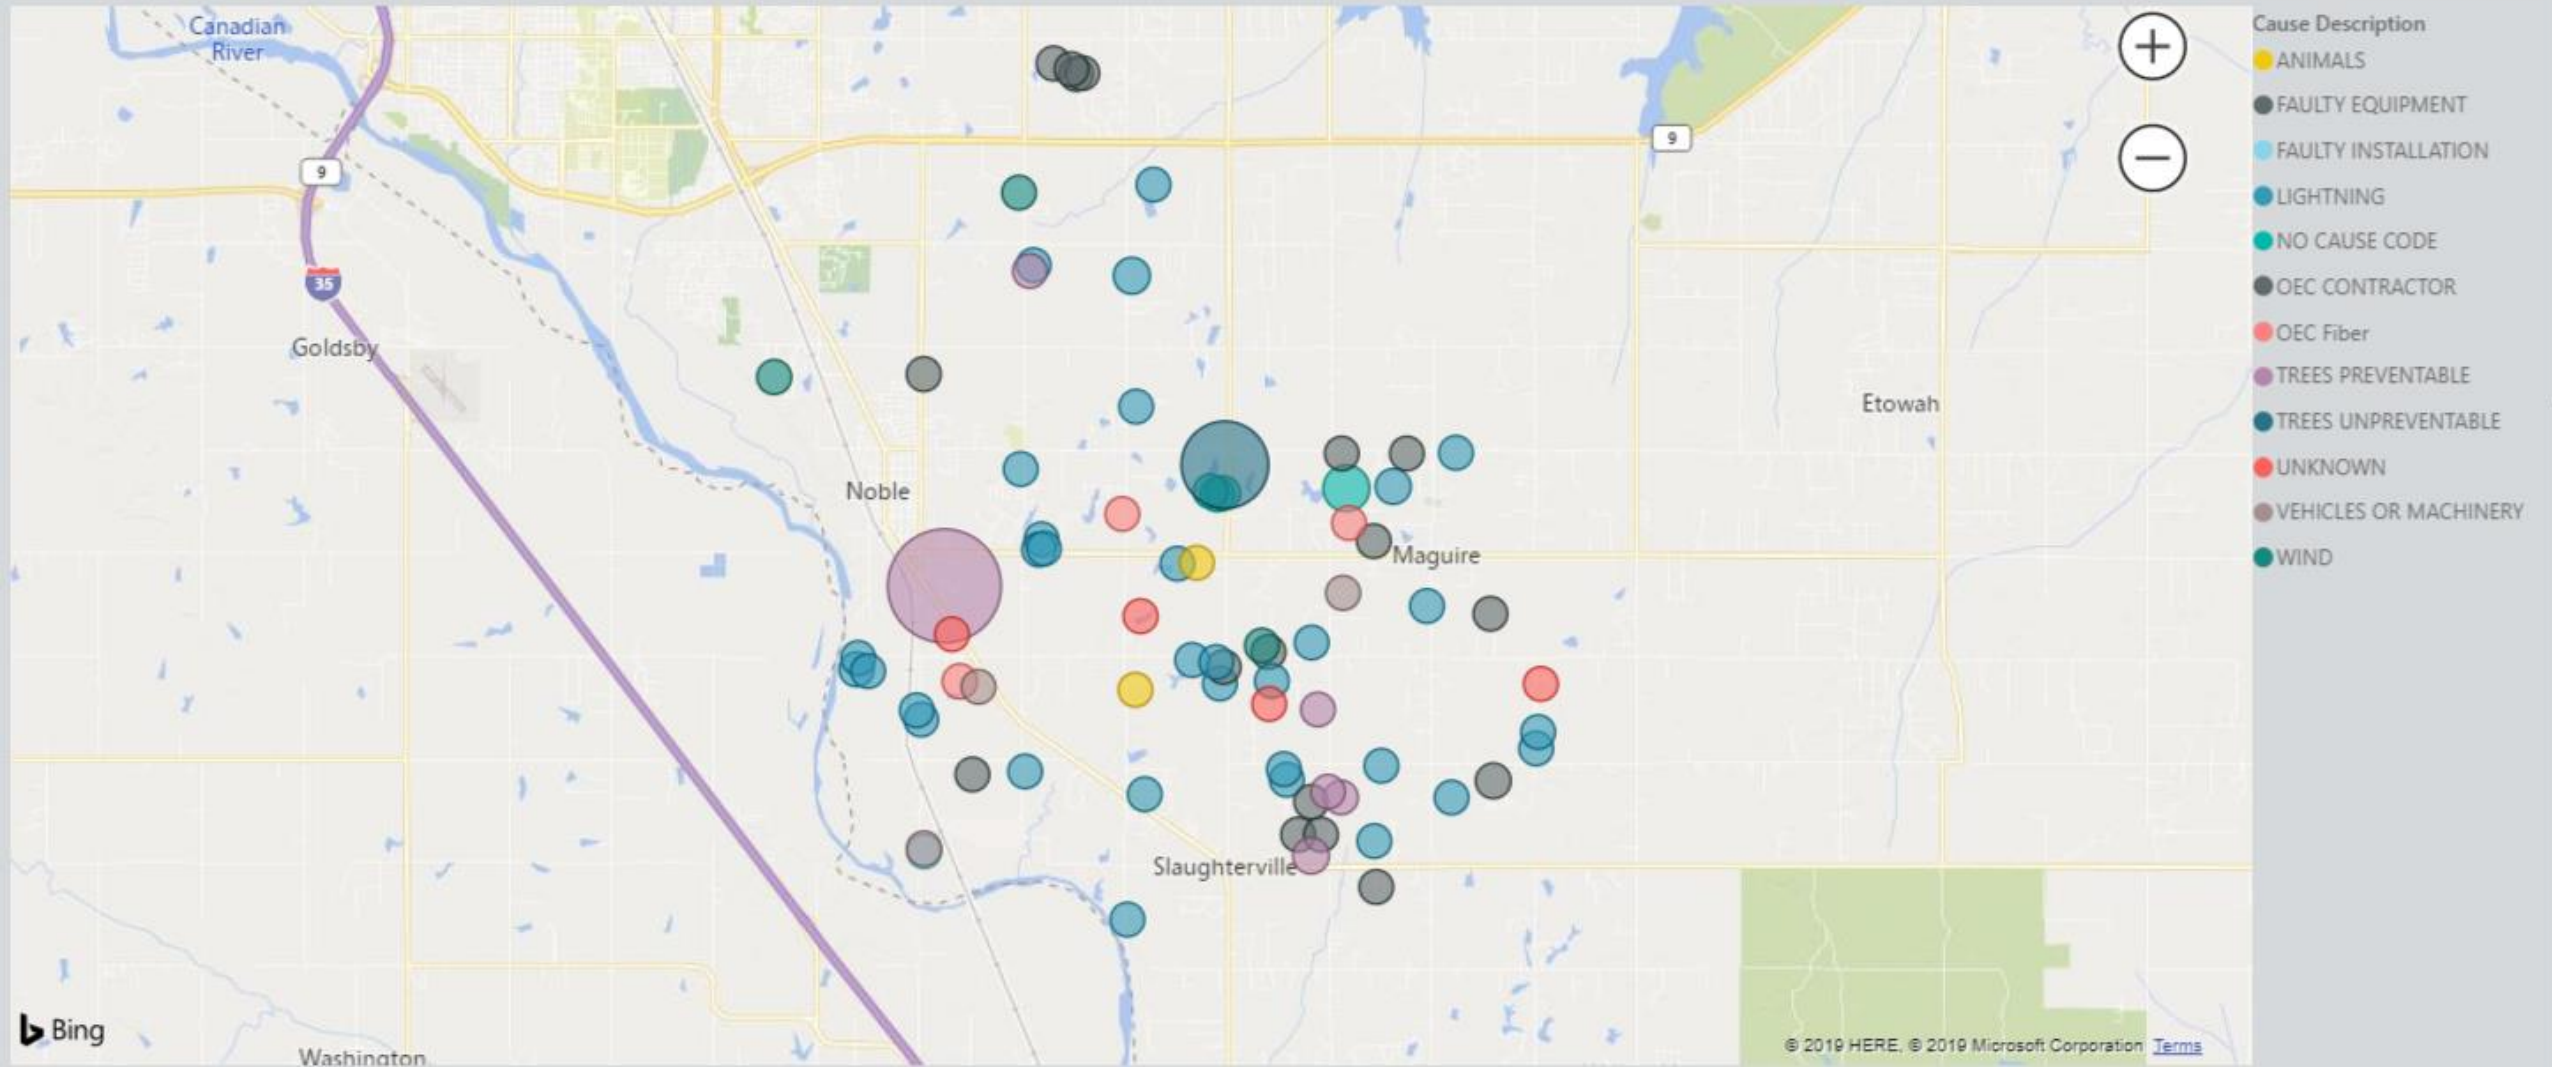 Canadian
River
9
9
35
Goldsby
Etowah
Noble
Maguire
Slaughterville
Washington
Bing
© 2019 HERE, © 2019 Microsoft Corporation Terms
+
−
Cause Description
ANIMALS
FAULTY EQUIPMENT
FAULTY INSTALLATION
LIGHTNING
NO CAUSE CODE
OEC CONTRACTOR
OEC Fiber
TREES PREVENTABLE
TREES UNPREVENTABLE
UNKNOWN
VEHICLES OR MACHINERY
WIND